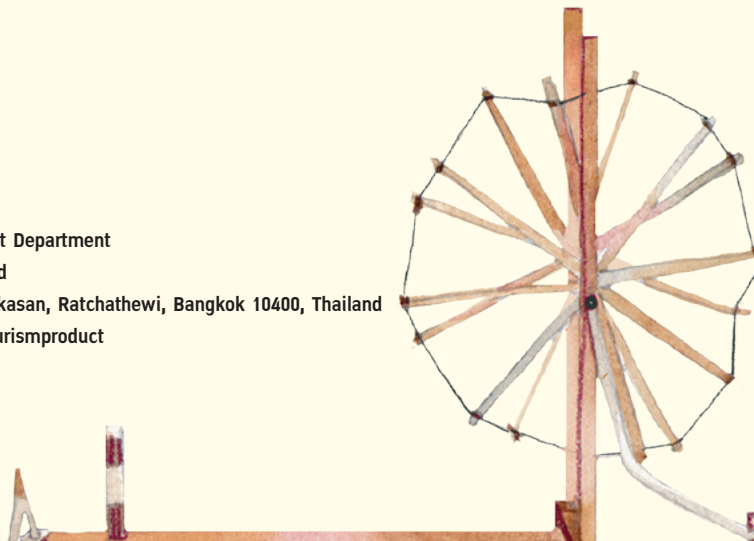 t Department
d
kasan, Ratchathewi, Bangkok 10400, Thailand
urismproduct